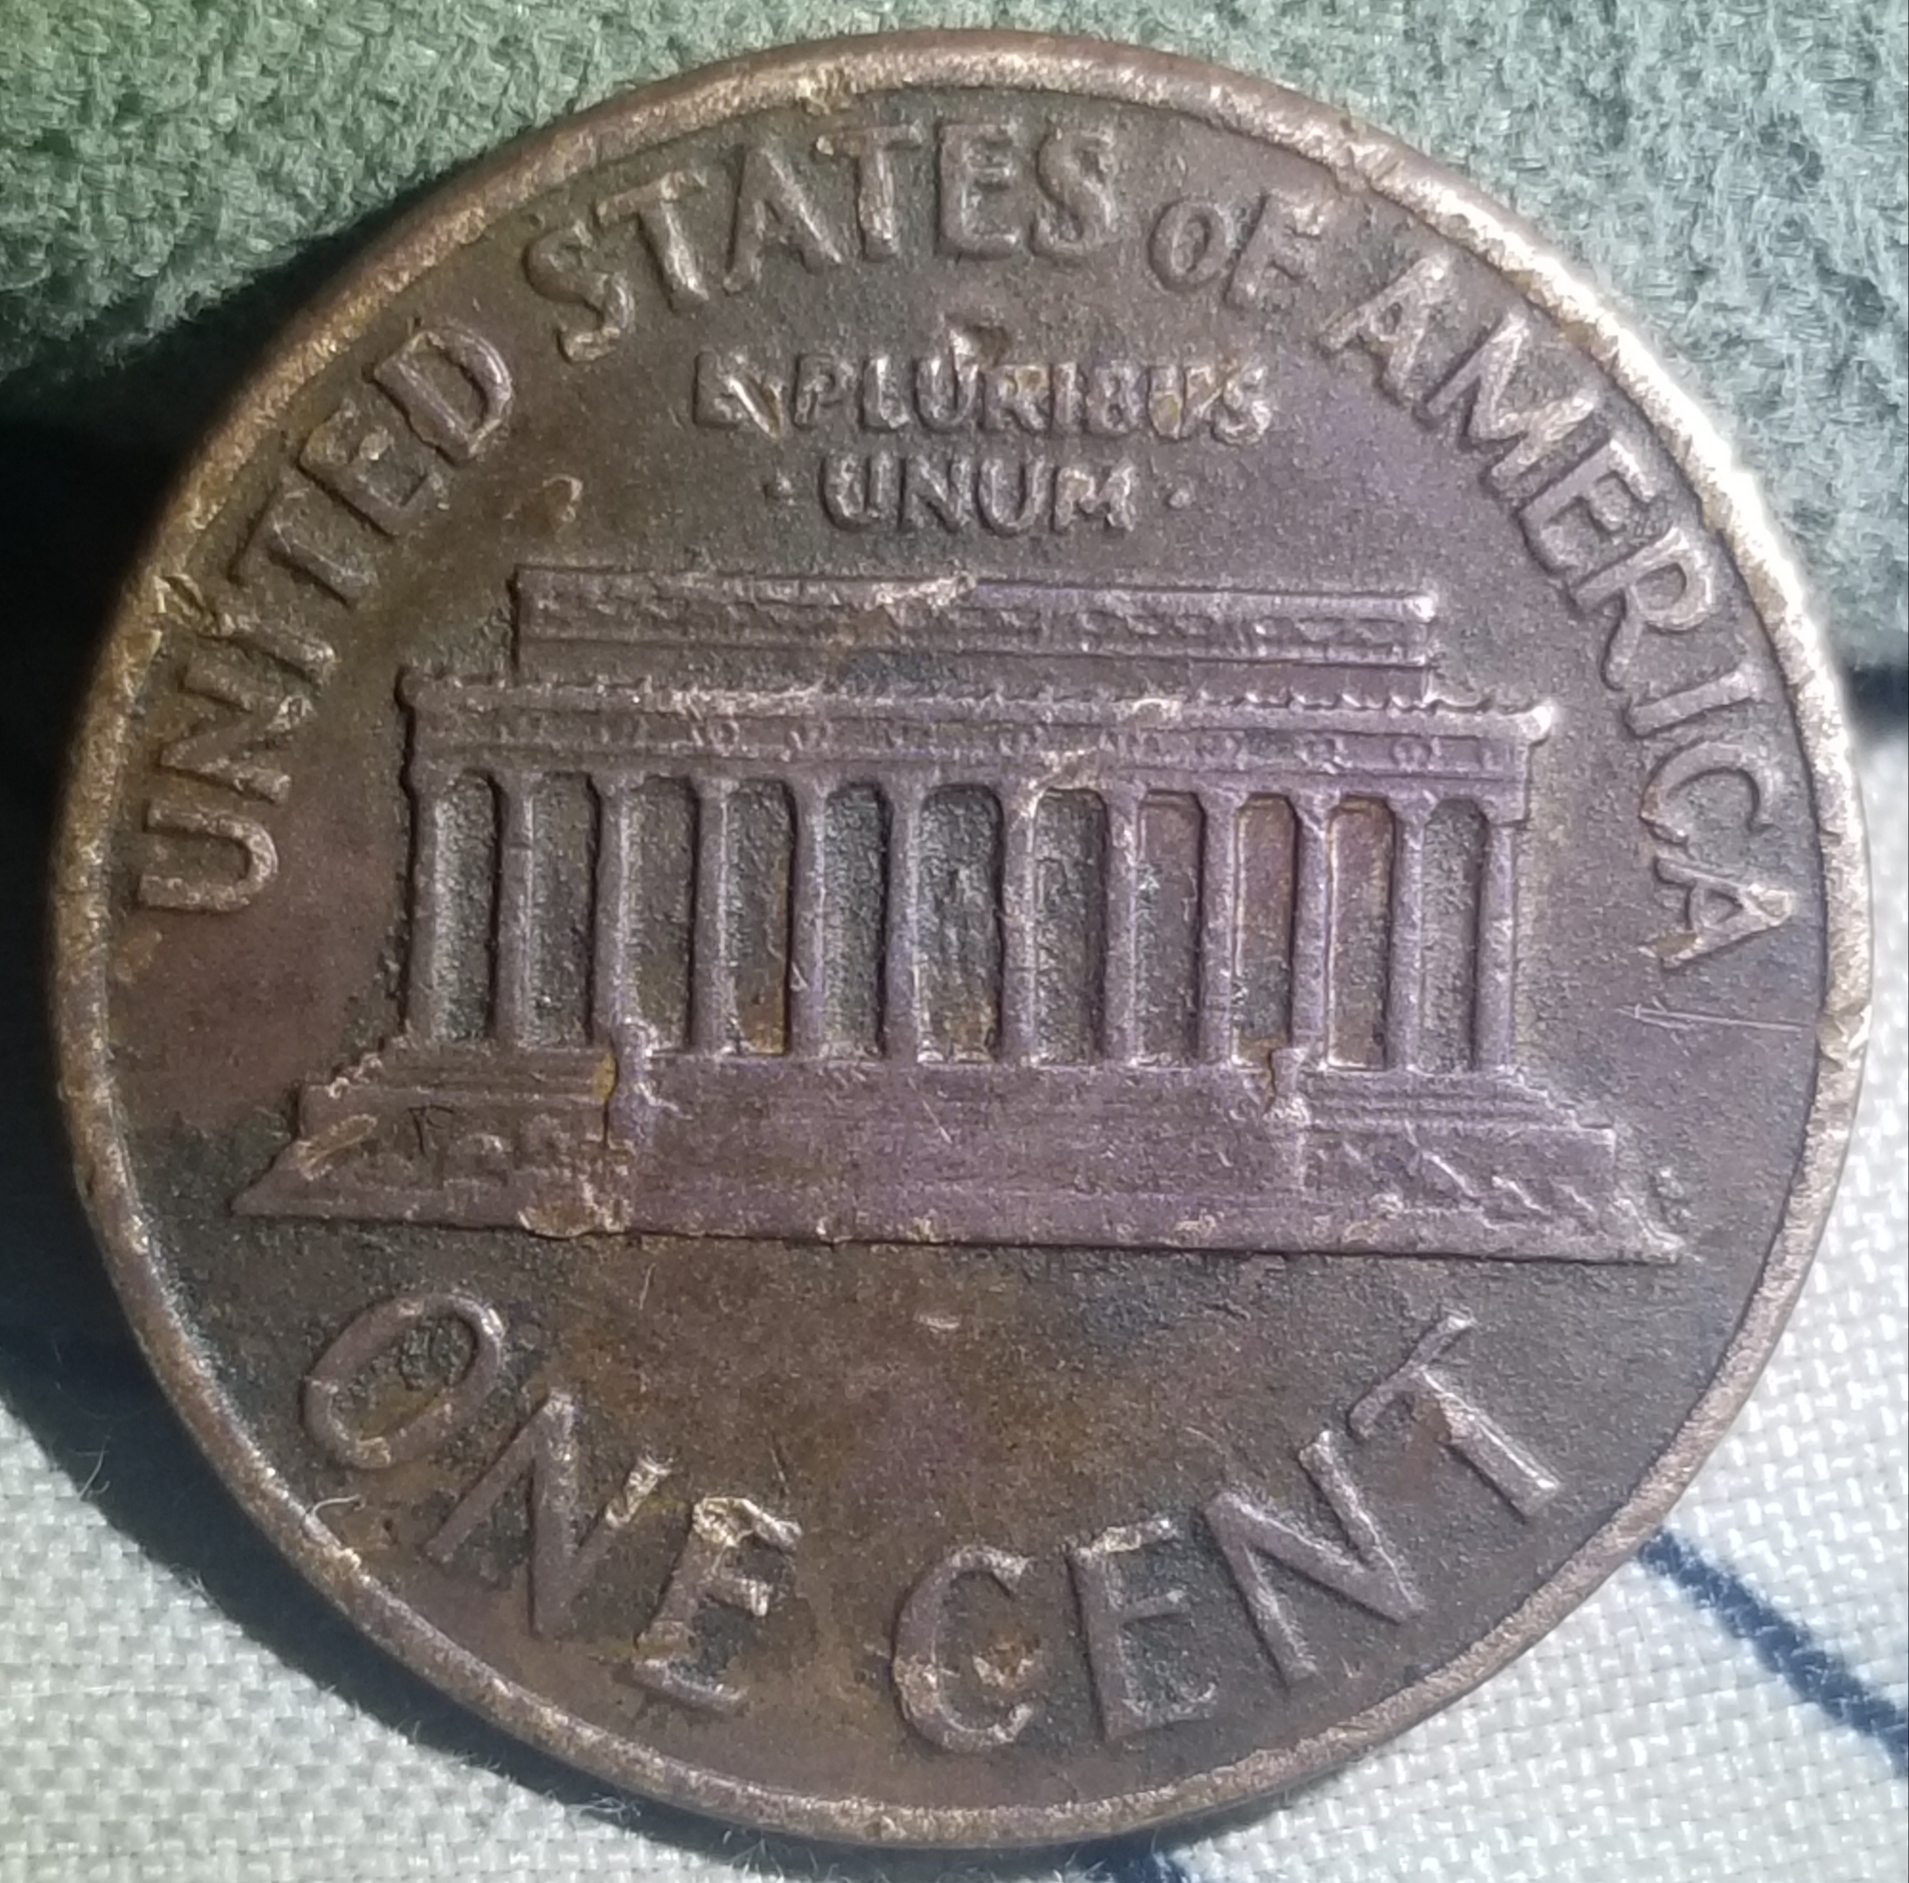 UNITED STATES OF AMERICA
E PLURIBUS
· UNUM ·
ONE CENT